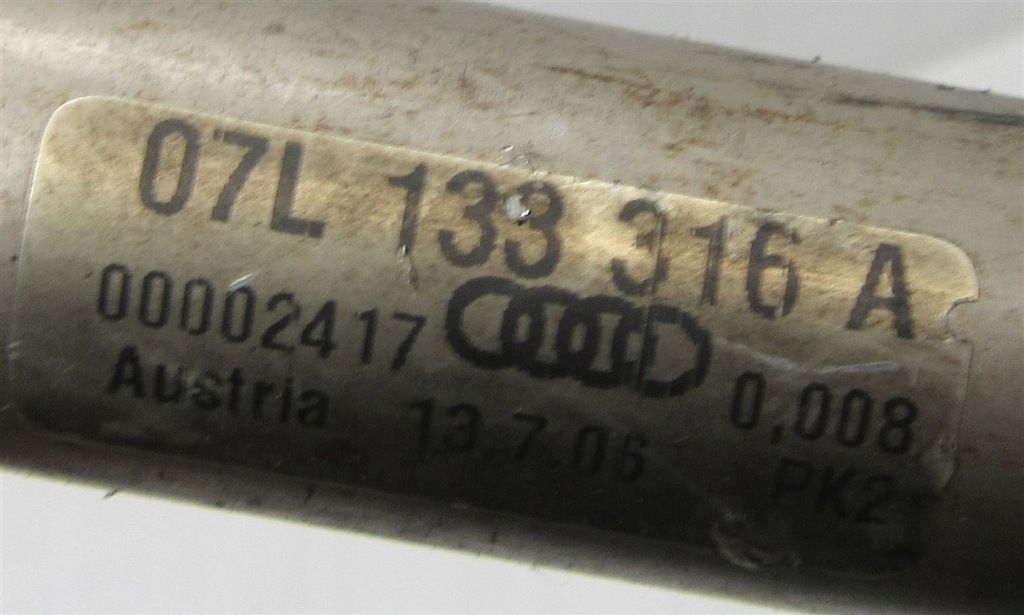 07L 133 316 A
00002417 0,008
Austria 13.7.06 PK2